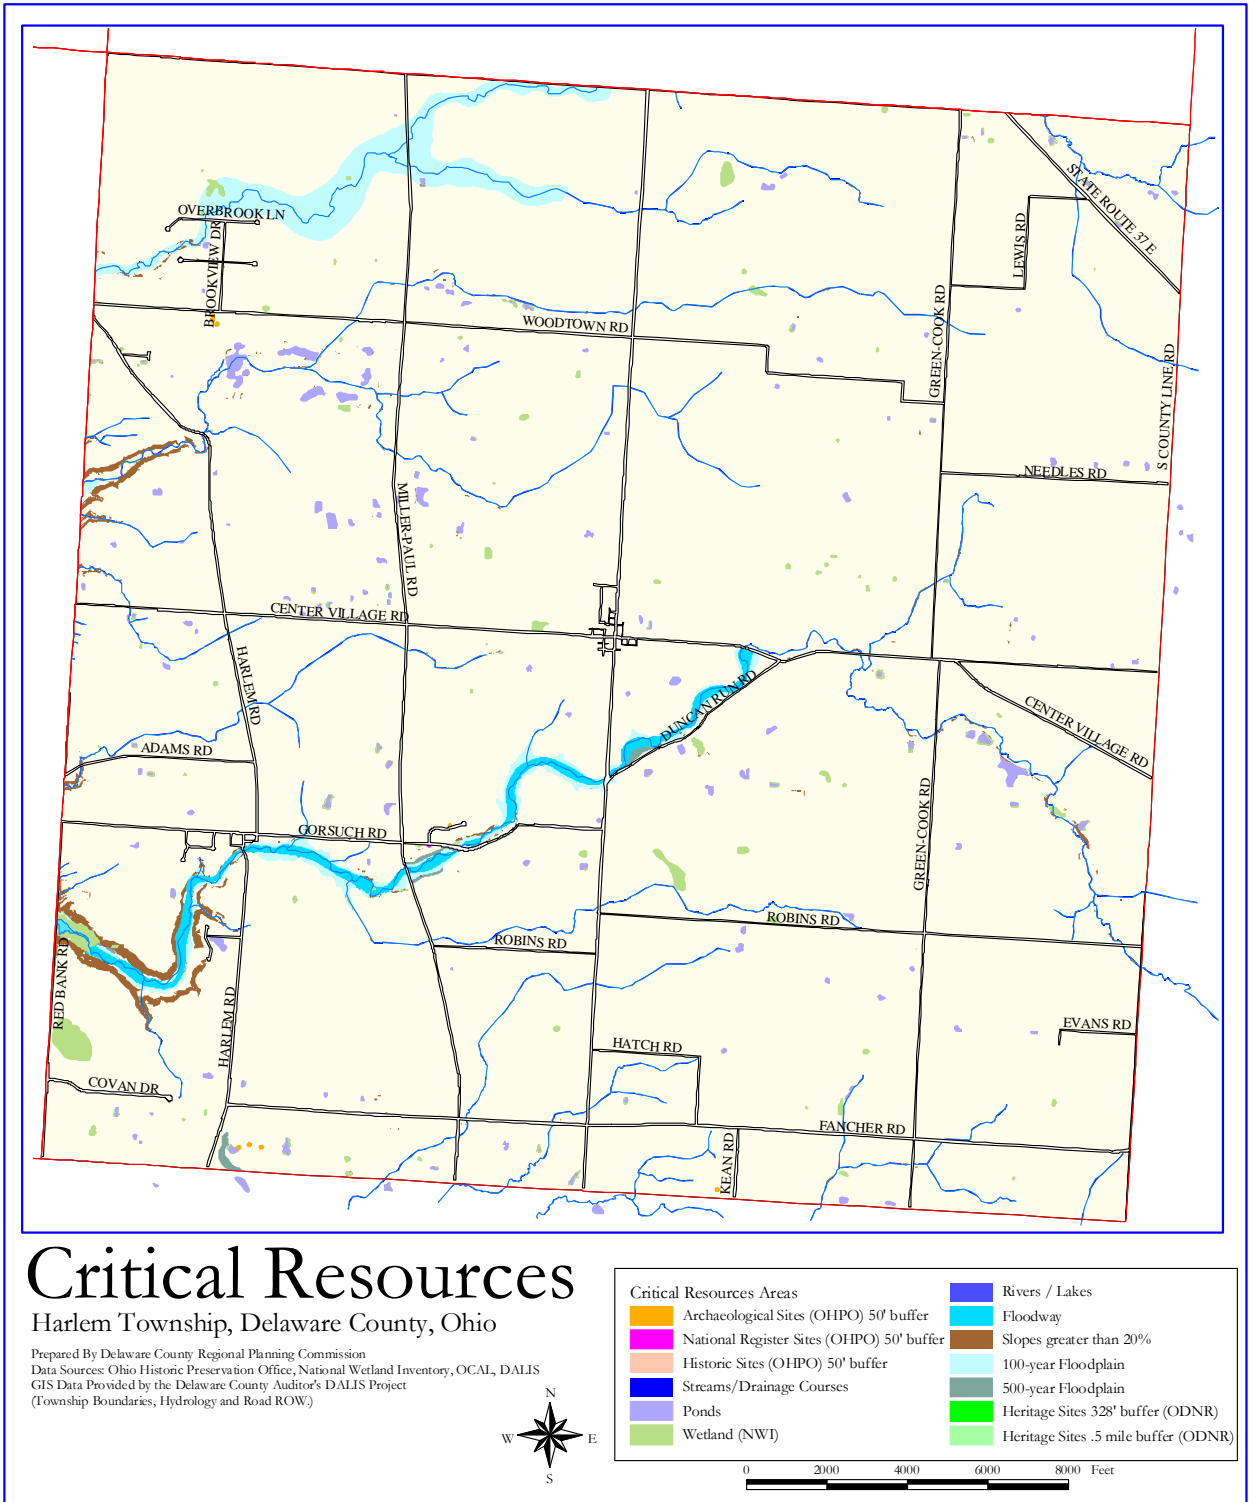 OVERBROOK LN
BROOKVIEW DR
STATE ROUTE 37 E
LEWIS RD
GREEN-COOK RD
WOODTOWN RD
S COUNTY LINE RD
NEEDLES RD
MILLER-PAUL RD
CENTER VILLAGE RD
HARLEM RD
DUNCAN RUN RD
CENTER VILLAGE RD
ADAMS RD
GORSUCH RD
GREEN-COOK RD
ROBINS RD
ROBINS RD
RED BANK RD
HARLEM RD
EVANS RD
HATCH RD
COVAN DR
FANCHER RD
KEAN RD
Critical Resources
Harlem Township, Delaware County, Ohio
Prepared By Delaware County Regional Planning Commission
Data Sources: Ohio Historic Preservation Office, National Wetland Inventory, OCAL, DALIS
GIS Data Provided by the Delaware County Auditor's DALIS Project
(Township Boundaries, Hydrology and Road ROW.)
N
W E
S
Critical Resources Areas
Archaeological Sites (OHPO) 50' buffer
National Register Sites (OHPO) 50' buffer
Historic Sites (OHPO) 50' buffer
Streams/Drainage Courses
Ponds
Wetland (NWI)
Rivers / Lakes
Floodway
Slopes greater than 20%
100-year Floodplain
500-year Floodplain
Heritage Sites 328' buffer (ODNR)
Heritage Sites .5 mile buffer (ODNR)
0 2000 4000 6000 8000 Feet